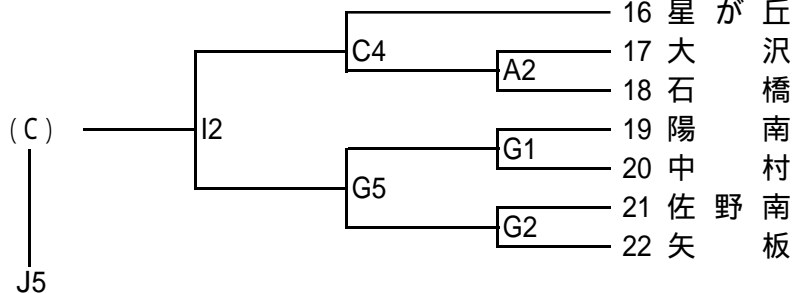 16 星が丘
C4
17 大沢
A2
18 石橋
(C)
I2
19 陽南
G1
20 中村
G5
21 佐野南
G2
22 矢板
J5